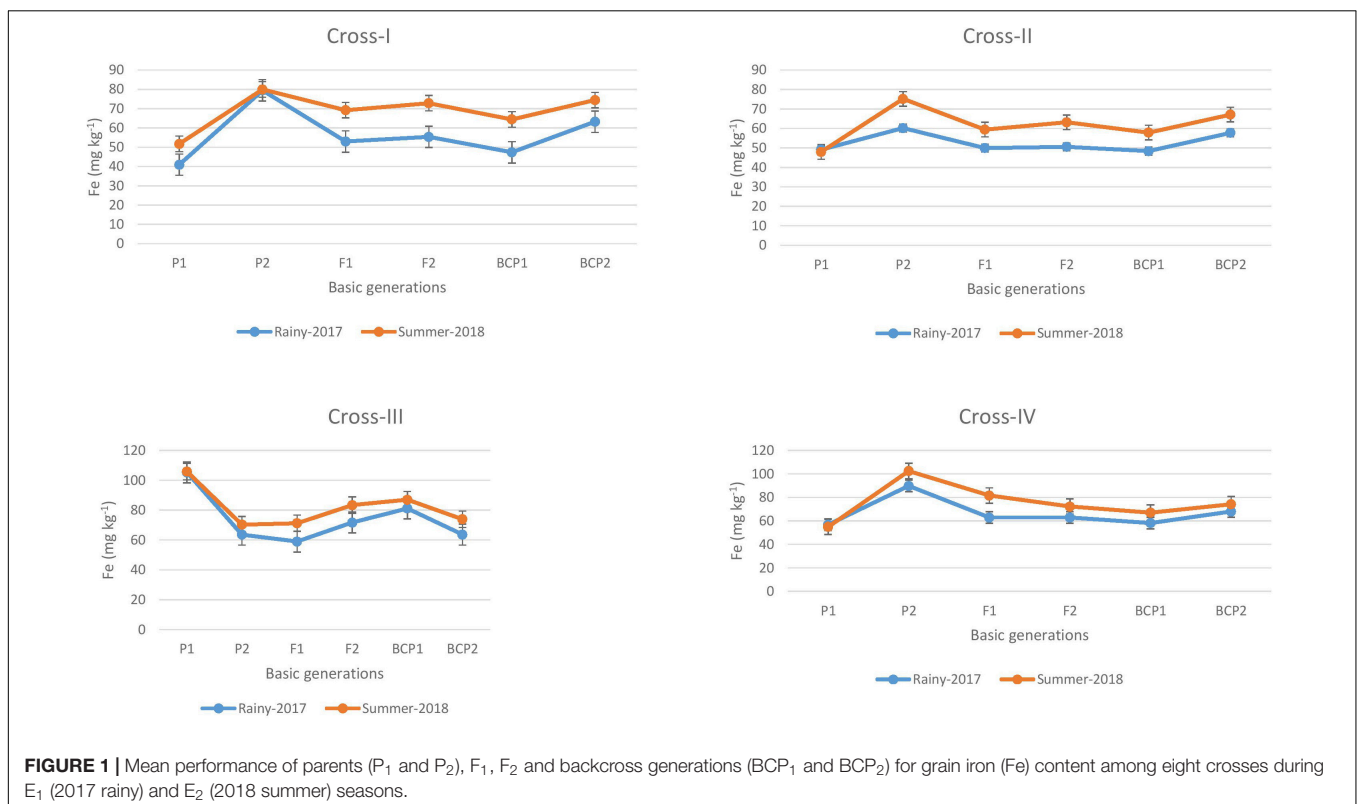 Cross-I
90
80
70
60
50
40
30
20
10
0
Fe (mg kg⁻¹)
P1 P2 F1 F2 BCP1 BCP2
Basic generations
Rainy-2017 Summer-2018
Cross-II
90
80
70
60
50
40
30
20
10
0
Fe (mg kg⁻¹)
P1 P2 F1 F2 BCP1 BCP2
Basic generations
Rainy-2017 Summer-2018
Cross-III
120
100
80
60
40
20
0
Fe (mg kg⁻¹)
P1 P2 F1 F2 BCP1 BCP2
Basic generations
Rainy-2017 Summer-2018
Cross-IV
120
100
80
60
40
20
0
Fe (mg kg⁻¹)
P1 P2 F1 F2 BCP1 BCP2
Basic generations
Rainy-2017 Summer-2018
FIGURE 1 | Mean performance of parents (P₁ and P₂), F₁, F₂ and backcross generations (BCP₁ and BCP₂) for grain iron (Fe) content among eight crosses during
E₁ (2017 rainy) and E₂ (2018 summer) seasons.